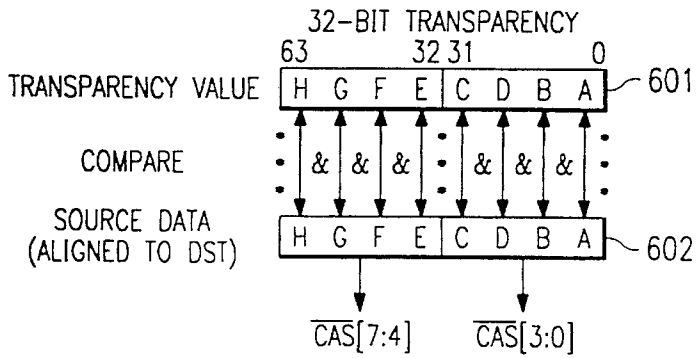 32-BIT TRANSPARENCY
63 32 31 0
TRANSPARENCY VALUE H G F E C D B A 601
COMPARE & & & & & &
SOURCE DATA
(ALIGNED TO DST) H G F E C D B A 602
CAS[7:4] CAS[3:0]